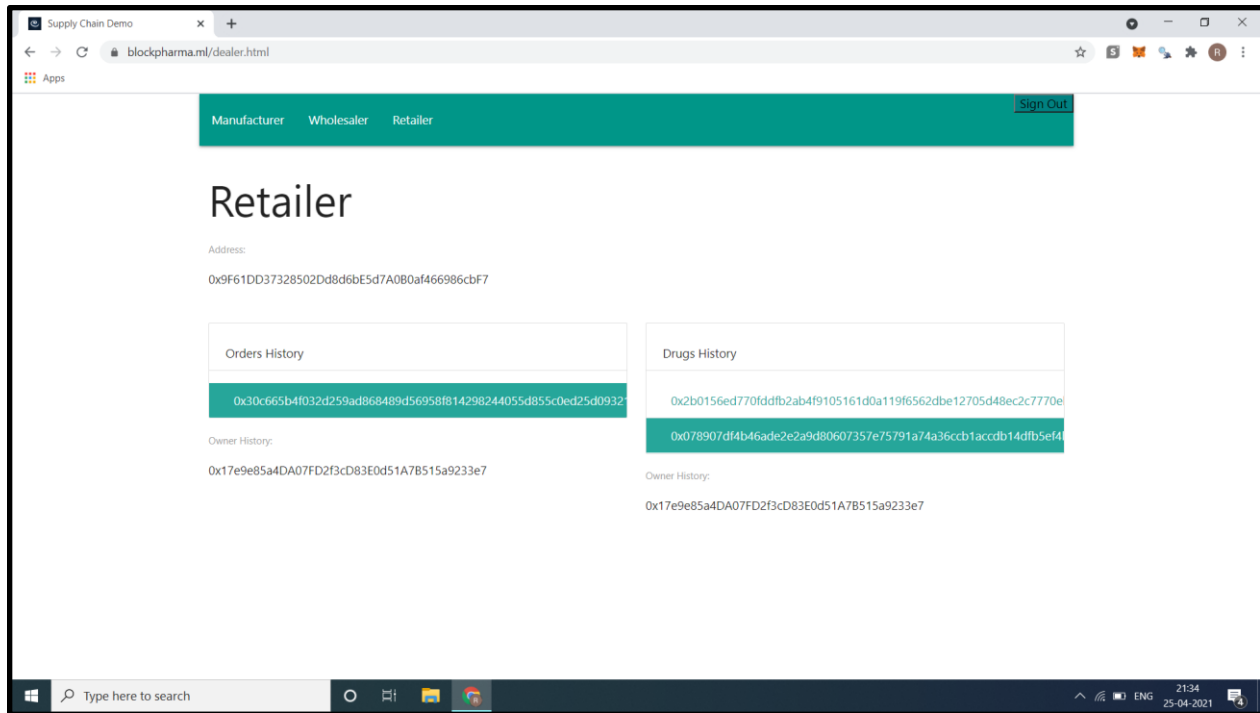 Supply Chain Demo
blockpharma.ml/dealer.html
S
R
Apps
Sign Out
Manufacturer Wholesaler Retailer
Retailer
Address:
0x9F61DD37328502Dd8d6bE5d7A0B0af466986cbF7
Orders History
Drugs History
0x30c665b4f032d259ad868489d56958f814298244055d855c0ed25d0932
0x2b0156ed770fddfb2ab4f9105161d0a119f6562dbe12705d48ec2c7770e
0x078907df4b46ade2e2a9d80607357e75791a74a36ccb1accdb14dfb5ef4
Owner History:
0x17e9e85a4DA07FD2f3cD83E0d51A7B515a9233e7
Owner History:
0x17e9e85a4DA07FD2f3cD83E0d51A7B515a9233e7
Type here to search
ENG
21:34
25-04-2021
4